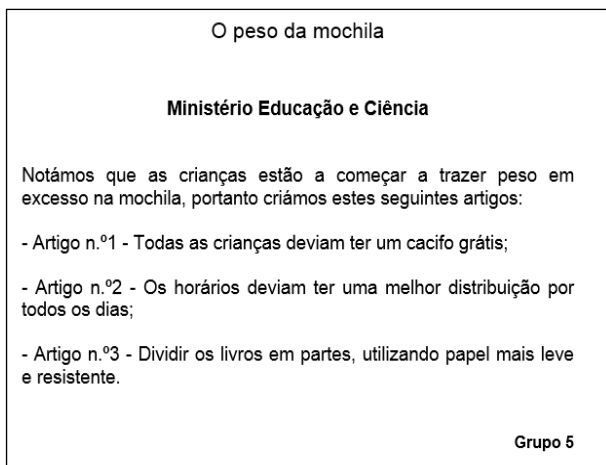 O peso da mochila
Ministério Educação e Ciência
Notámos que as crianças estão a começar a trazer peso em
excesso na mochila, portanto criámos estes seguintes artigos:
- Artigo n.º1 - Todas as crianças deviam ter um cacifo grátis;
- Artigo n.º2 - Os horários deviam ter uma melhor distribuição por
todos os dias;
- Artigo n.º3 - Dividir os livros em partes, utilizando papel mais leve
e resistente.
Grupo 5